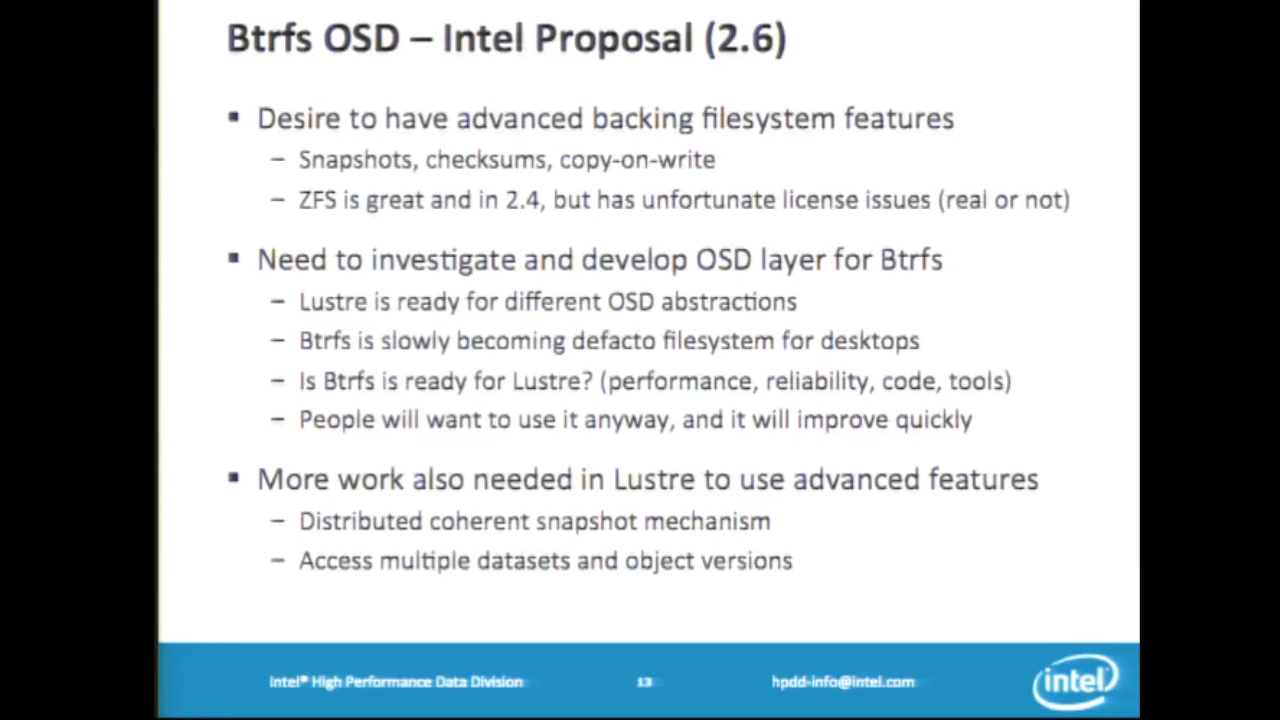 Btrfs OSD – Intel Proposal (2.6)
▪ Desire to have advanced backing filesystem features
– Snapshots, checksums, copy-on-write
– ZFS is great and in 2.4, but has unfortunate license issues (real or not)
▪ Need to investigate and develop OSD layer for Btrfs
– Lustre is ready for different OSD abstractions
– Btrfs is slowly becoming defacto filesystem for desktops
– Is Btrfs is ready for Lustre? (performance, reliability, code, tools)
– People will want to use it anyway, and it will improve quickly
▪ More work also needed in Lustre to use advanced features
– Distributed coherent snapshot mechanism
– Access multiple datasets and object versions
Intel® High Performance Data Division 13 hpdd-info@intel.com
intel